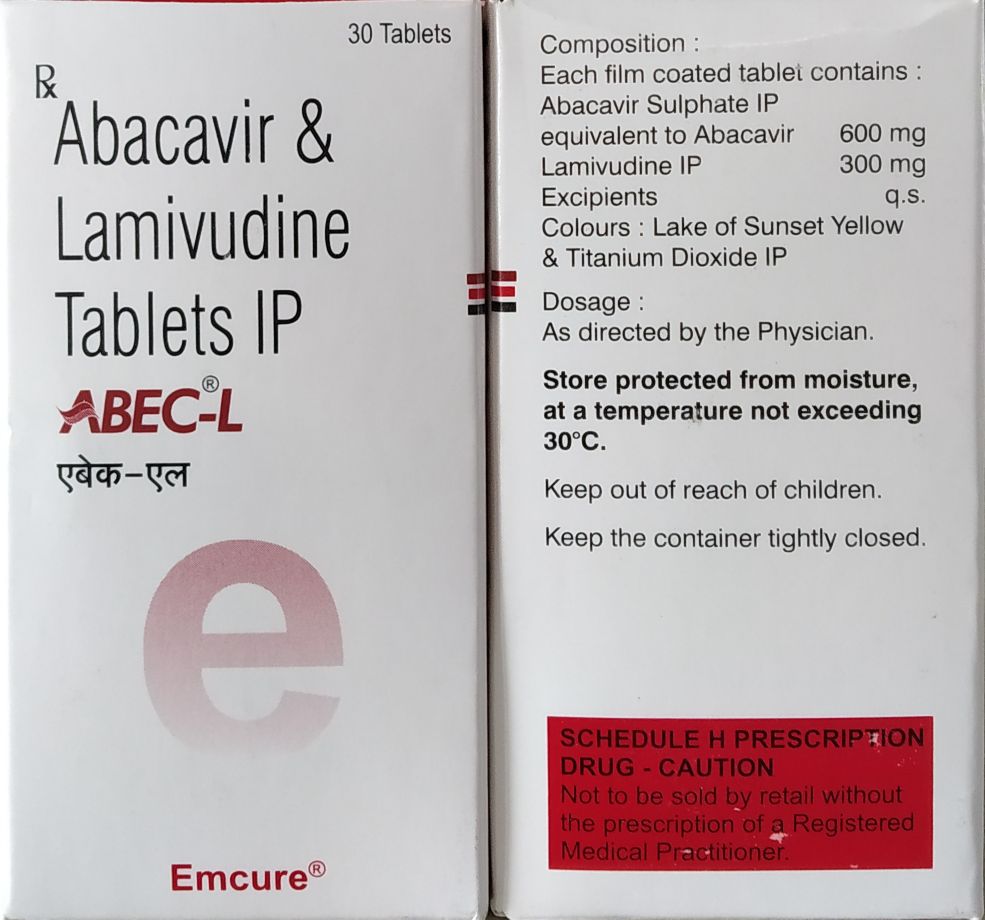 30 Tablets
Rx
Abacavir &
Lamivudine
Tablets IP
ABEC-L®
एबेक-एल
e
Emcure®
Composition :
Each film coated tablet contains :
Abacavir Sulphate IP
equivalent to Abacavir 600 mg
Lamivudine IP 300 mg
Excipients q.s.
Colours : Lake of Sunset Yellow
& Titanium Dioxide IP
Dosage :
As directed by the Physician.
Store protected from moisture,
at a temperature not exceeding
30°C.
Keep out of reach of children.
Keep the container tightly closed.
SCHEDULE H PRESCRIPTION
DRUG - CAUTION
Not to be sold by retail without
the prescription of a Registered
Medical Practitioner.